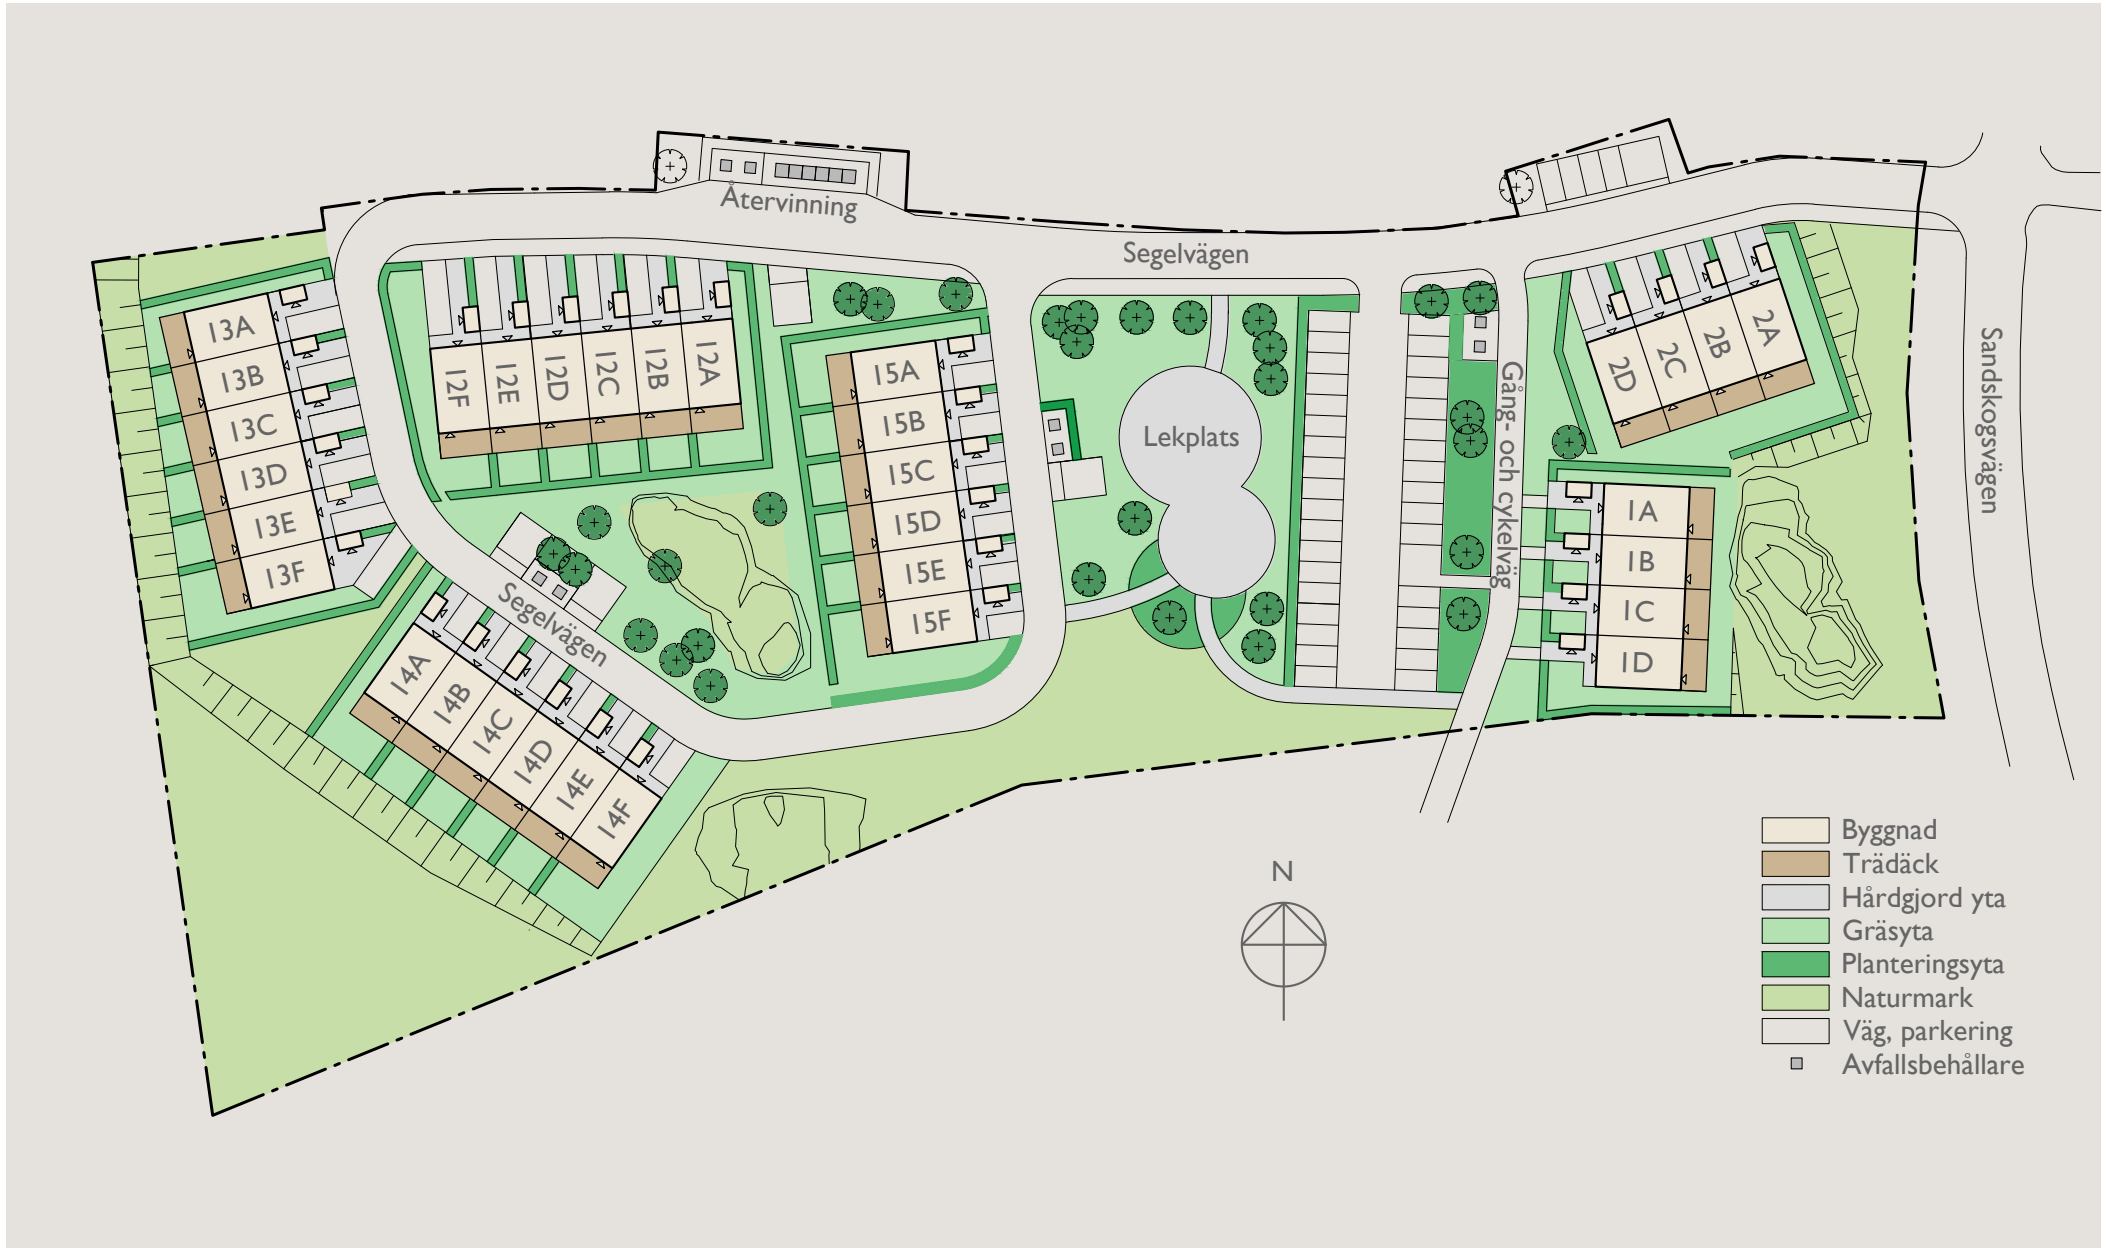 Återvinning
Segelvägen
Sandskogsvägen
13A
13B
13C
13D
13E
13F
12F
12E
12D
12C
12B
12A
15A
15B
15C
15D
15E
15F
Lekplats
Gång- och cykelväg
2D
2C
2B
2A
1A
1B
1C
1D
Segelvägen
14A
14B
14C
14D
14E
14F
N
Byggnad
Trädäck
Hårdgjord yta
Gräsyta
Planteringsyta
Naturmark
Väg, parkering
Avfallsbehållare